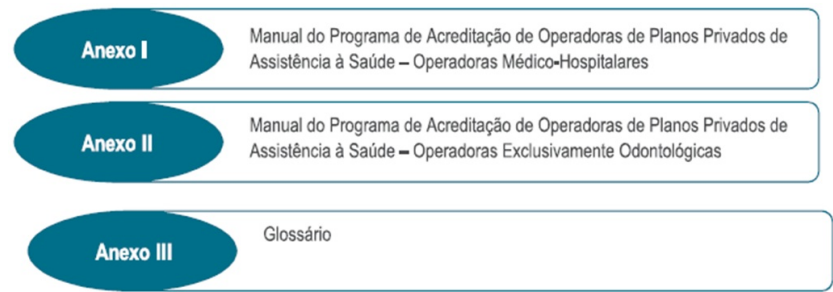 Anexo I
Manual do Programa de Acreditação de Operadoras de Planos Privados de
Assistência à Saúde – Operadoras Médico-Hospitalares
Anexo II
Manual do Programa de Acreditação de Operadoras de Planos Privados de
Assistência à Saúde – Operadoras Exclusivamente Odontológicas
Anexo III
Glossário